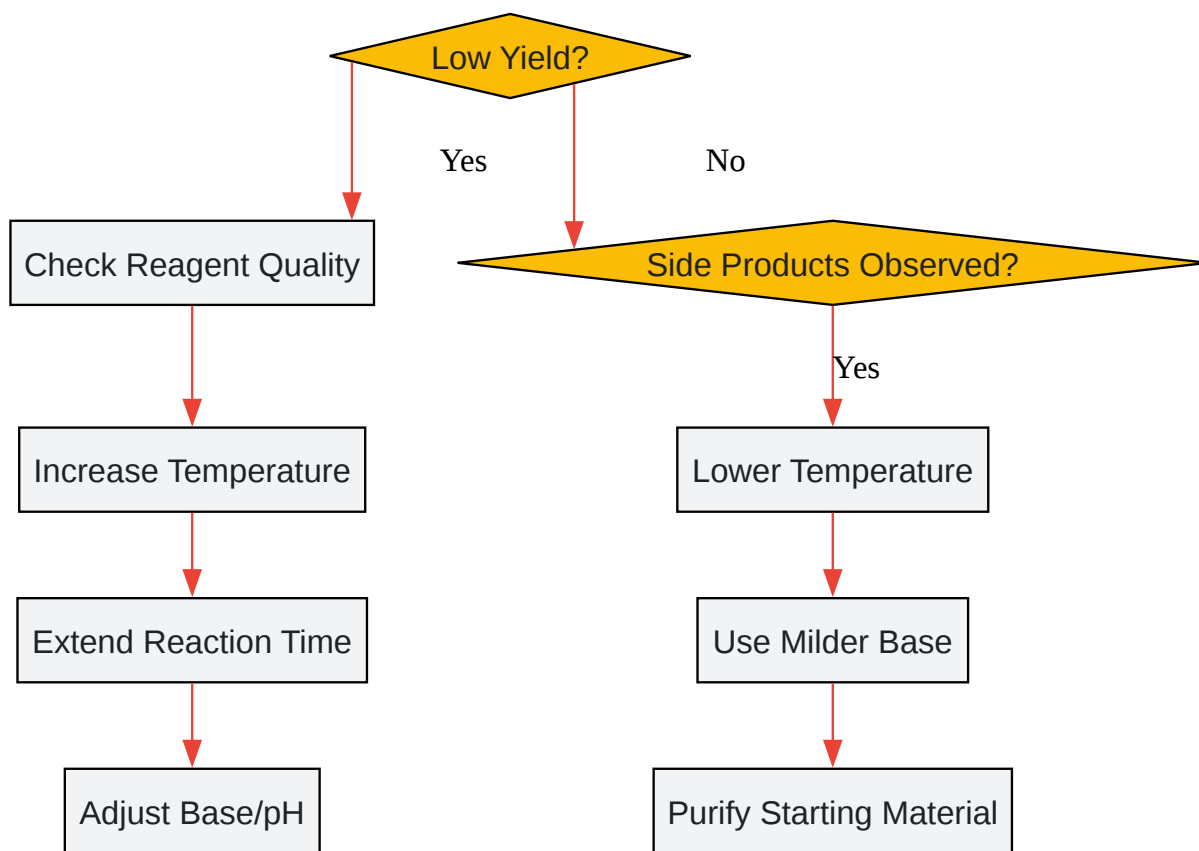 Low Yield?
Yes
No
Check Reagent Quality
Side Products Observed?
Yes
Increase Temperature
Lower Temperature
Extend Reaction Time
Use Milder Base
Adjust Base/pH
Purify Starting Material